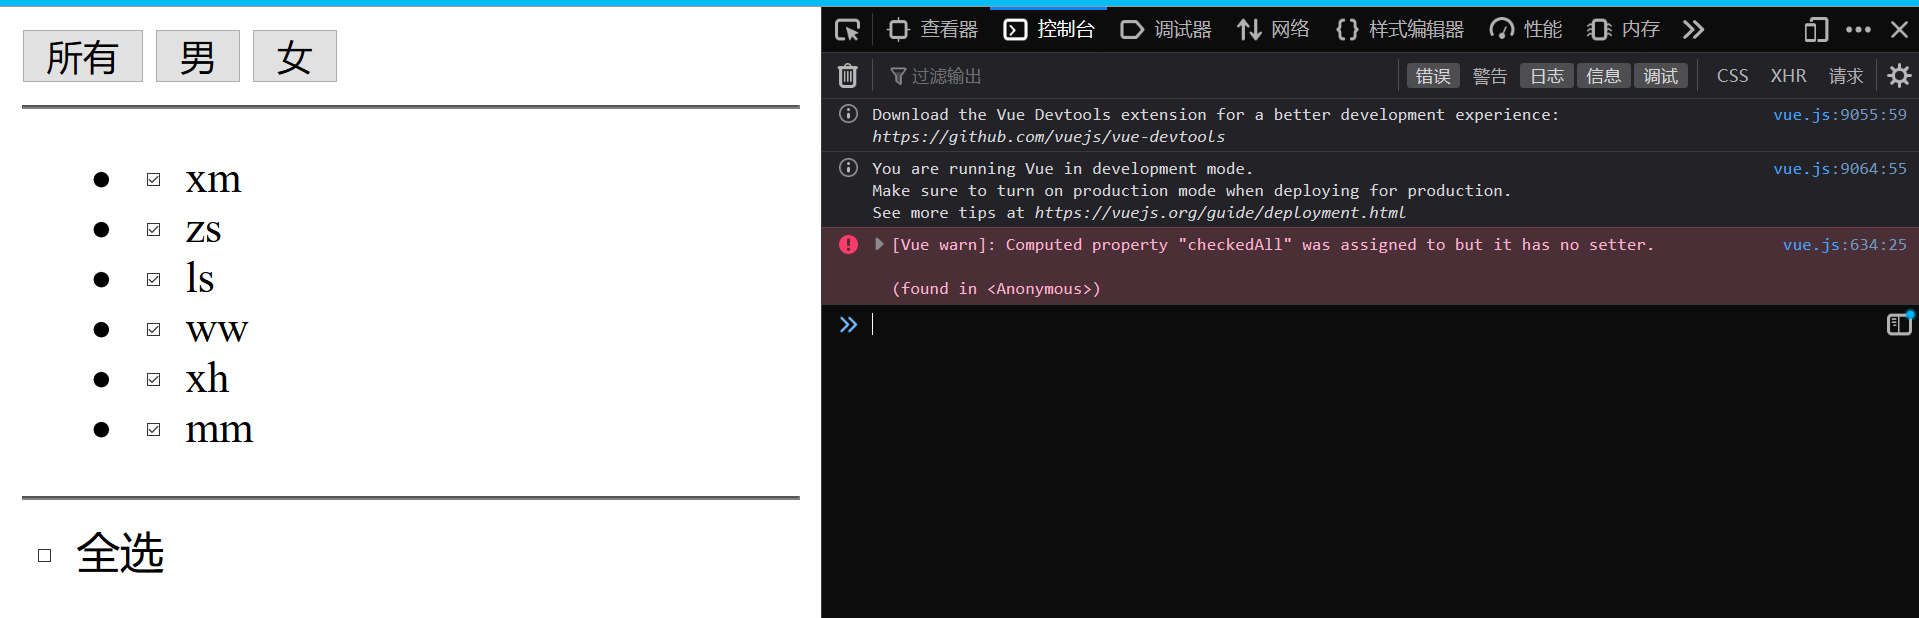 所有 男 女
xm
zs
ls
ww
xh
mm
全选
查看器 控制台 调试器 网络 {} 样式编辑器 性能 内存
过滤输出 错误 警告 日志 信息 调试 CSS XHR 请求
Download the Vue Devtools extension for a better development experience: vue.js:9055:59
https://github.com/vuejs/vue-devtools
You are running Vue in development mode. vue.js:9064:55
Make sure to turn on production mode when deploying for production.
See more tips at https://vuejs.org/guide/deployment.html
[Vue warn]: Computed property "checkedAll" was assigned to but it has no setter. vue.js:634:25
(found in <Anonymous>)